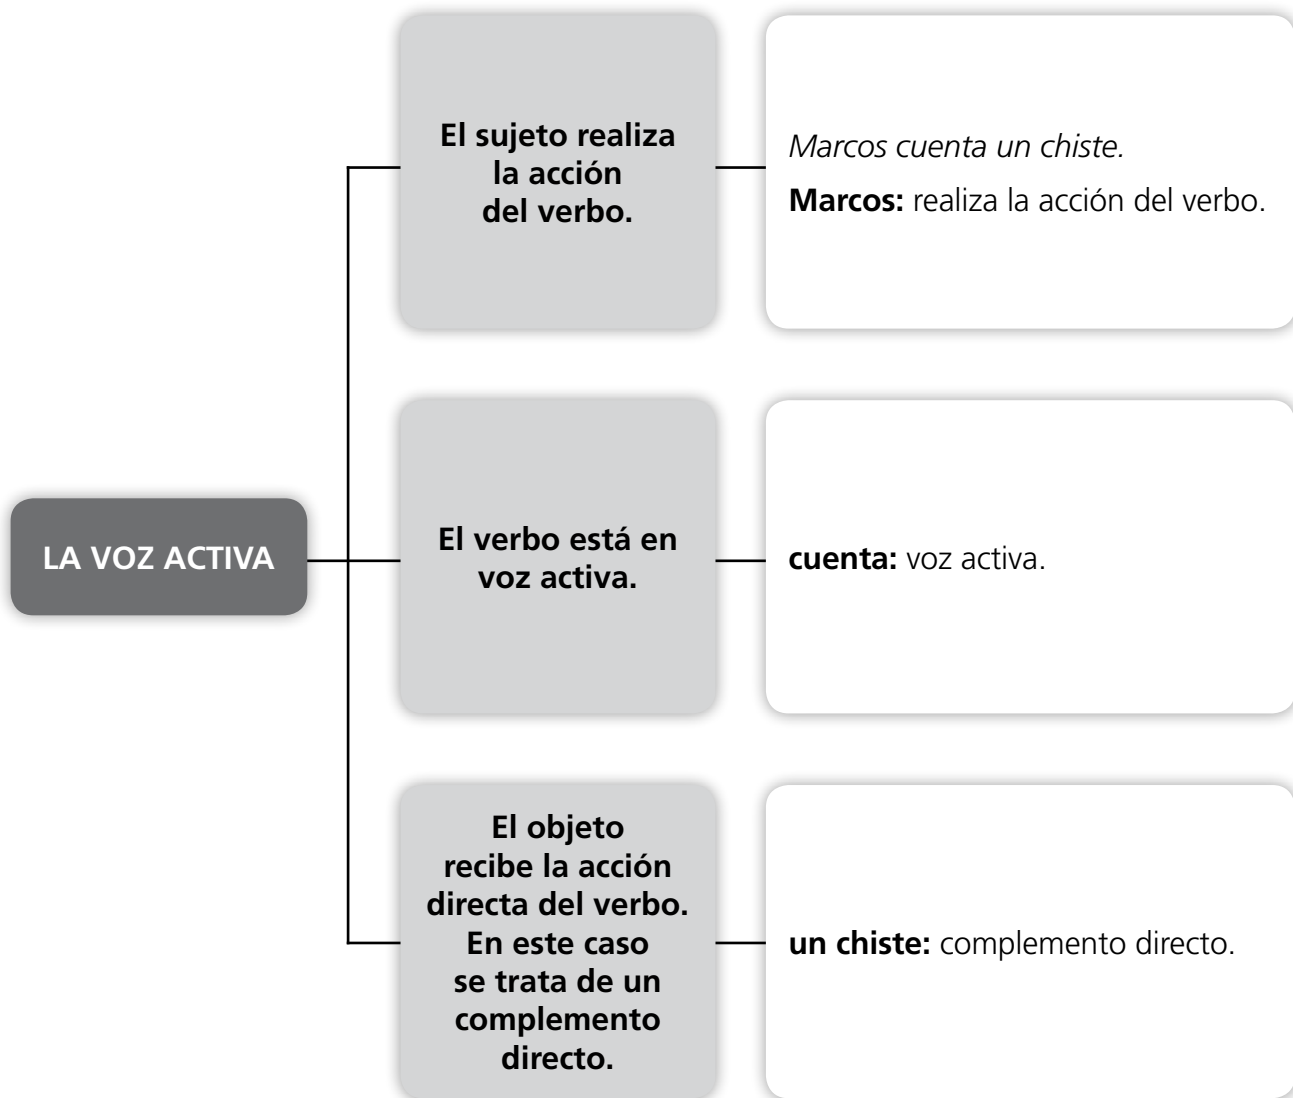 El sujeto realiza
la acción
del verbo.
Marcos cuenta un chiste.
Marcos: realiza la acción del verbo.
LA VOZ ACTIVA
El verbo está en
voz activa.
cuenta: voz activa.
El objeto
recibe la acción
directa del verbo.
En este caso
se trata de un
complemento
directo.
un chiste: complemento directo.